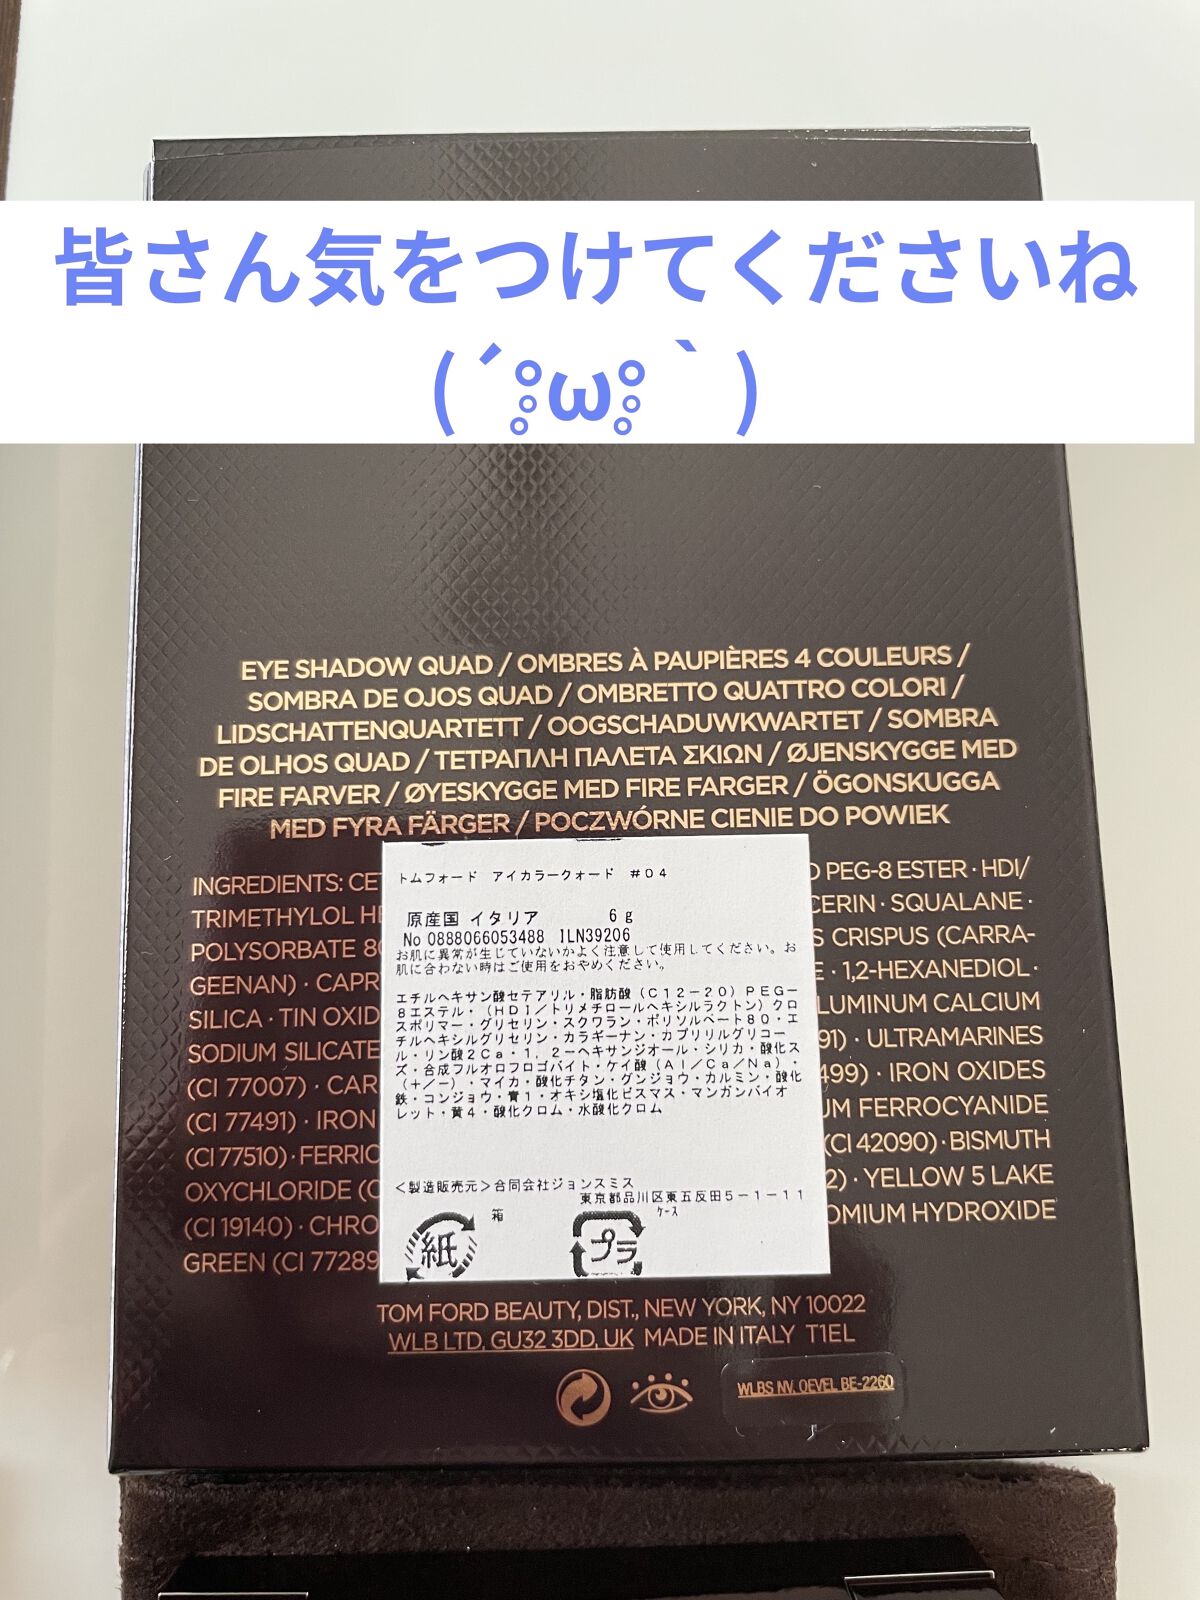 皆さん気をつけてくださいね
(´⨾ω⨾｀)
EYE SHADOW QUAD / OMBRES À PAUPIÈRES 4 COULEURS /
SOMBRA DE OJOS QUAD / OMBRETTO QUATTRO COLORI /
LIDSCHATTENQUARTETT / OOGSCHADUWKWARTET / SOMBRA
DE OLHOS QUAD / ΤΕΤΡΑΠΛΗ ΠΑΛΕΤΑ ΣΚΙΩΝ / ØJENSKYGGE MED
FIRE FARVER / ØYESKYGGE MED FIRE FARGER / ÖGONSKUGGA
MED FYRA FÄRGER / POCZWÓRNE CIENIE DO POWIEK
INGREDIENTS: PEG-8 ESTER · HDI/
TRIMETHYLOL SQUALANE ·
POLYSORBATE CRISPUS (CARRA-
GEENAN) · 1,2-HEXANEDIOL ·
SILICA · TIN CALCIUM
SODIUM SILICATE ULTRAMARINES
(CI 77007) · IRON OXIDES
(CI 77491) · IRON FERROCYANIDE
(CI 77510) · (CI 42090) · BISMUTH
OXYCHLORIDE YELLOW 5 LAKE
(CI 19140) · HYDROXIDE
GREEN (CI 77289
トムフォード アイカラークォード #04
原産国 イタリア 6g
No 0888066053488 1LN39206
お肌に異常が生じていないかよく注意して使用してください。お
肌に合わない時はご使用をおやめください。
エチルヘキサン酸セテアリル・脂肪酸（C12−20）PEG−
8エステル・（HDI/トリメチロールヘキシルラクトン）クロ
スポリマー・グリセリン・スクワラン・ポリソルベート80・エ
チルヘキシルグリセリン・カラギーナン・カプリリルグリコー
ル・リン酸2Ca・1，2−ヘキサンジオール・シリカ・酸化ス
ズ・合成フルオロフロゴパイト・ケイ酸（Al/Ca/Na）・
（+/−）・マイカ・酸化チタン・グンジョウ・カルミン・酸化
鉄・コンジョウ・青1・オキシ塩化ビスマス・マンガンバイオ
レット・黄4・酸化クロム・水酸化クロム
＜製造販売元＞合同会社ジョンスミス
東京都品川区東五反田5−1−11
紙 箱 プラ ケース
TOM FORD BEAUTY, DIST., NEW YORK, NY 10022
WLB LTD, GU32 3DD, UK MADE IN ITALY T1EL
WLBS NV, OEVEL BE-2260